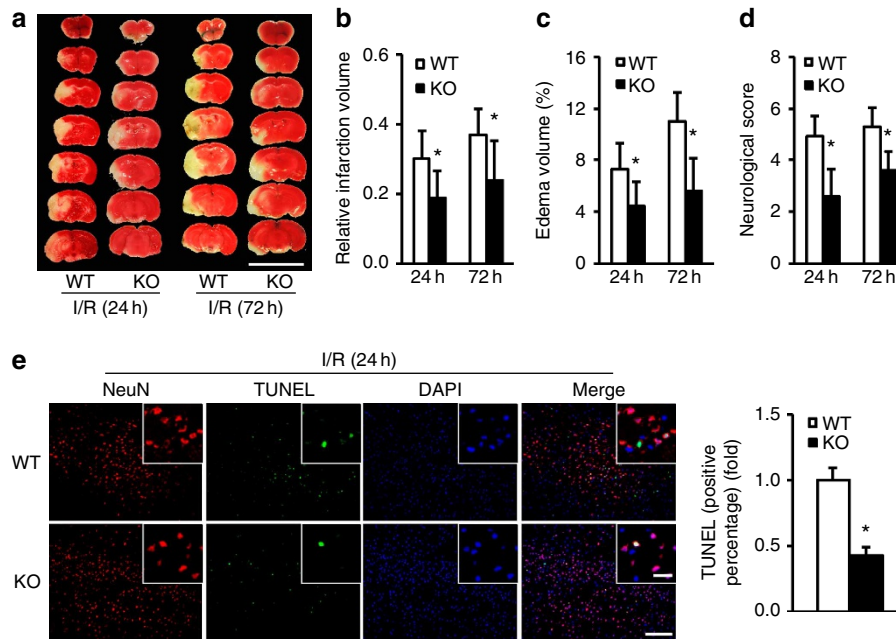 a
WT KO WT KO
I/R (24 h) I/R (72 h)
b
Relative infarction volume
0.6
0.4
0.2
0.0
WT
KO
*
*
24 h 72 h
c
Edema volume (%)
16
12
8
4
0
WT
KO
*
*
24 h 72 h
d
Neurological score
8
6
4
2
0
WT
KO
*
*
24 h 72 h
e
I/R (24 h)
NeuN TUNEL DAPI Merge
WT
KO
TUNEL (positive
percentage) (fold)
1.5
1.0
0.5
0.0
WT
KO
*